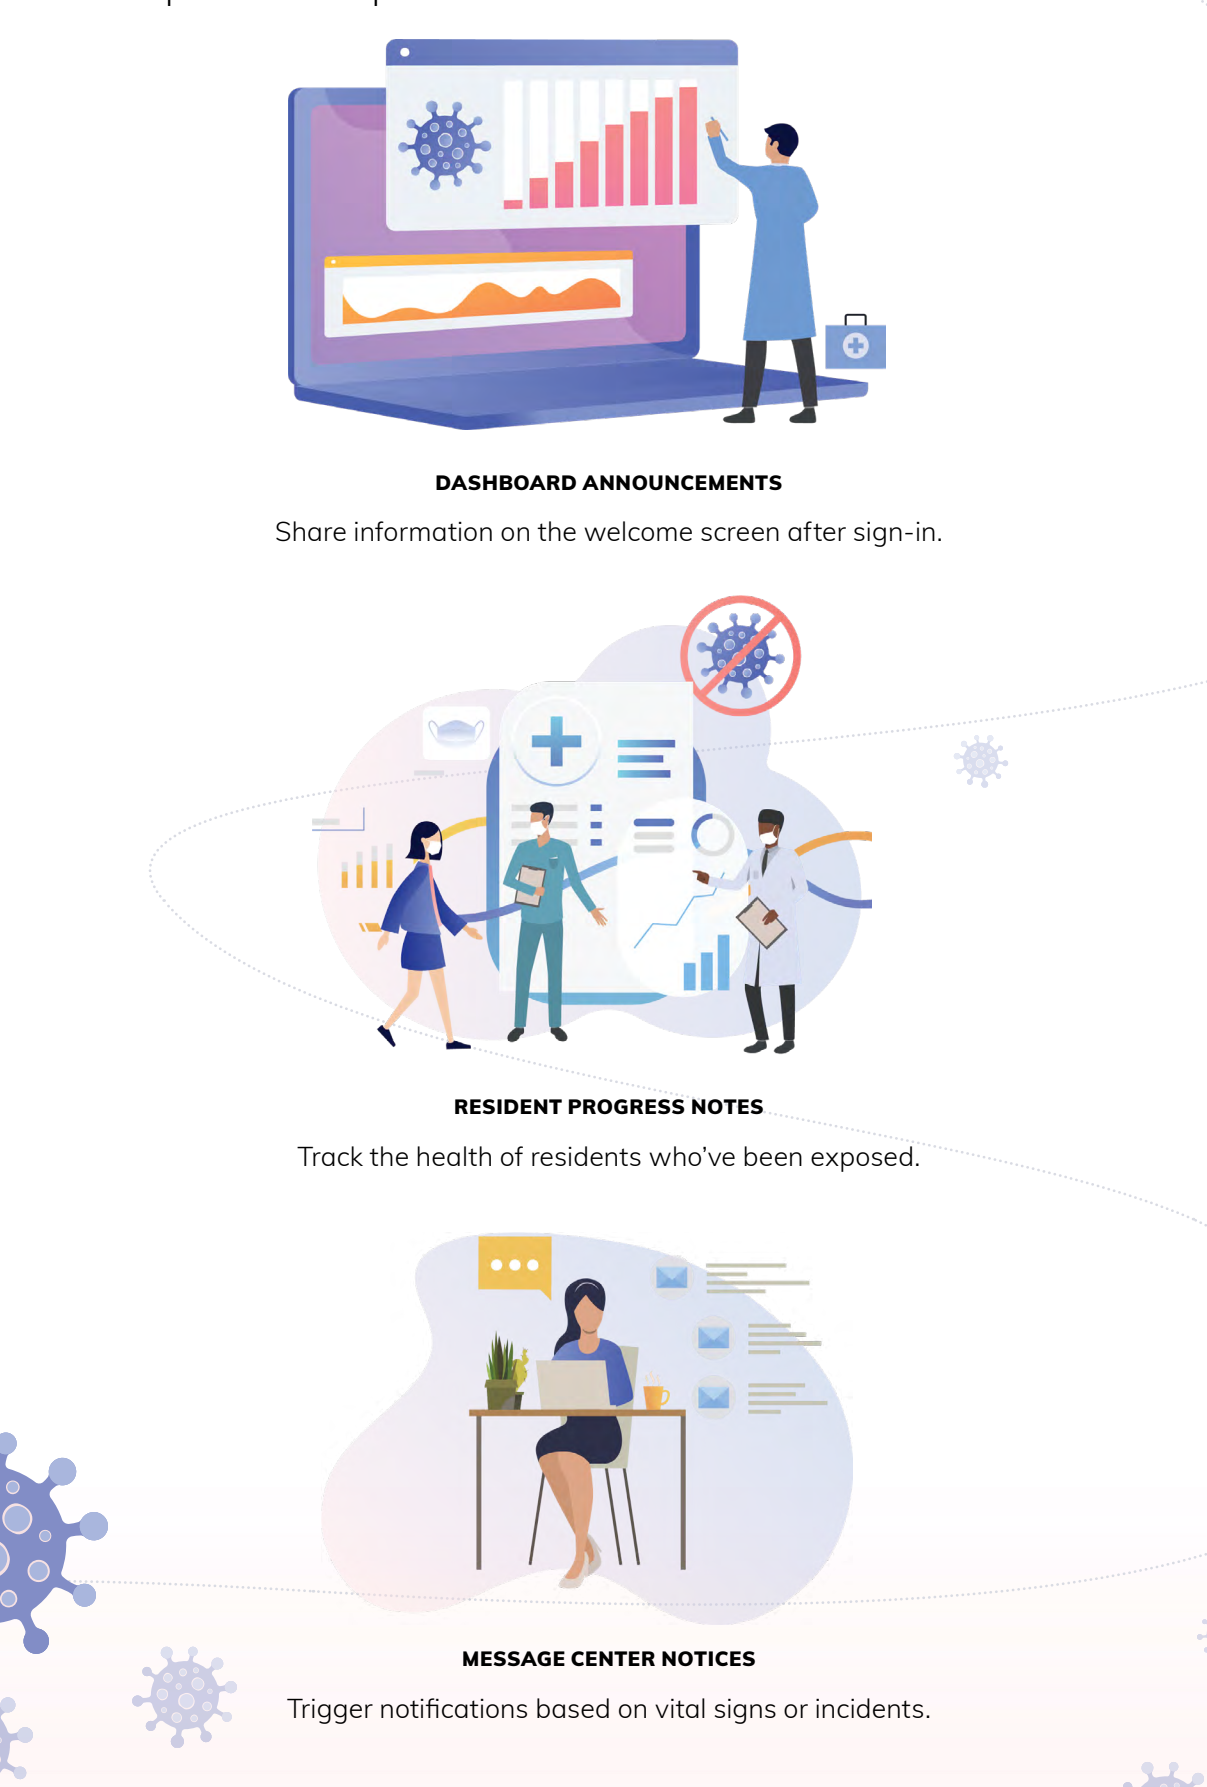 DASHBOARD ANNOUNCEMENTS
Share information on the welcome screen after sign-in.
RESIDENT PROGRESS NOTES
Track the health of residents who’ve been exposed.
MESSAGE CENTER NOTICES
Trigger notifications based on vital signs or incidents.